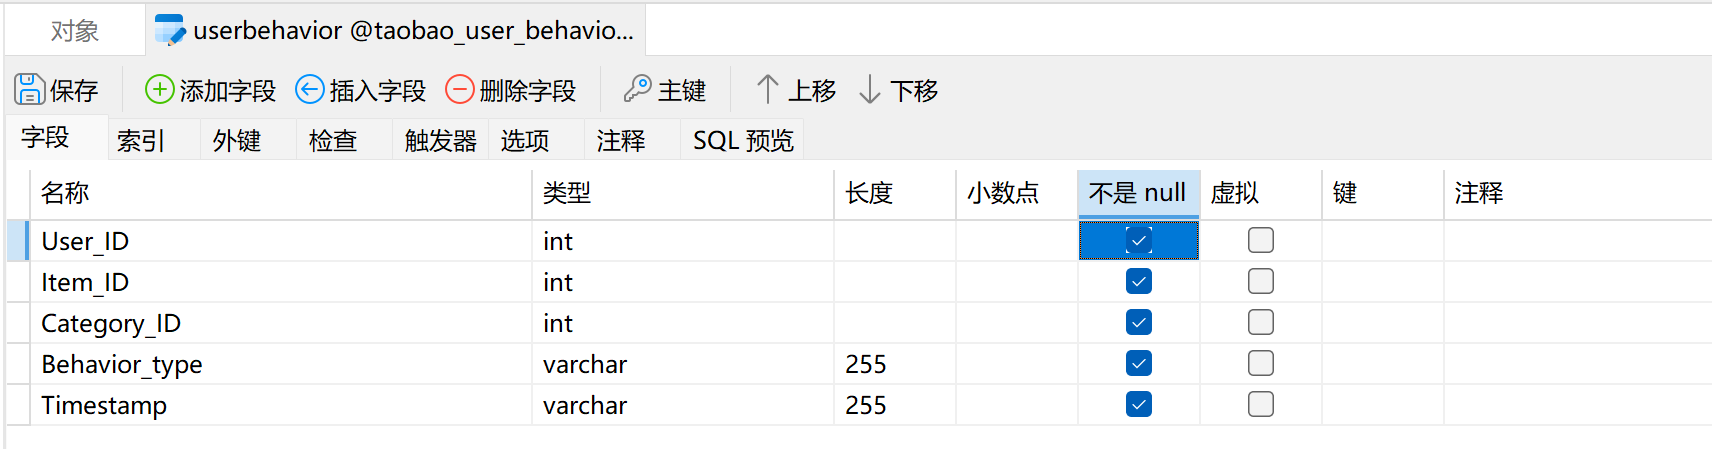 对象 userbehavior @taobao_user_behavio...
保存 添加字段 插入字段 删除字段 主键 上移 下移
字段 索引 外键 检查 触发器 选项 注释 SQL 预览
名称 类型 长度 小数点 不是 null 虚拟 键 注释
User_ID int
Item_ID int
Category_ID int
Behavior_type varchar 255
Timestamp varchar 255